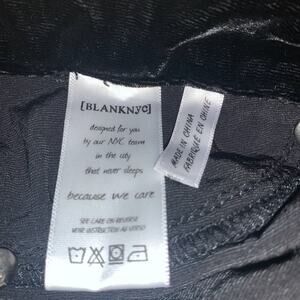 [BLANKNYC]
designed for you
by our NYC team
in the city
that never sleeps
because we care
SEE CARE ON REVERSE
VOIR INSTRUCTION AU VERSO
MADE IN CHINA
FABRIQUE EN CHINE